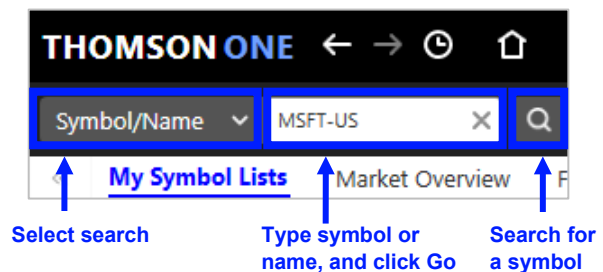 THOMSON ONE
Symbol/Name MSFT-US
My Symbol Lists Market Overview F
Select search Type symbol or Search for
name, and click Go a symbol